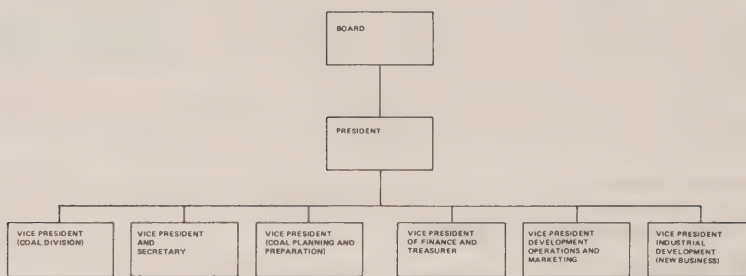 BOARD
PRESIDENT
VICE PRESIDENT
(COAL DIVISION)
VICE PRESIDENT
AND
SECRETARY
VICE PRESIDENT
(COAL PLANNING AND
PREPARATION)
VICE PRESIDENT
OF FINANCE AND
TREASURER
VICE PRESIDENT
DEVELOPMENT
OPERATIONS AND
MARKETING
VICE PRESIDENT
INDUSTRIAL
DEVELOPMENT
(NEW BUSINESS)